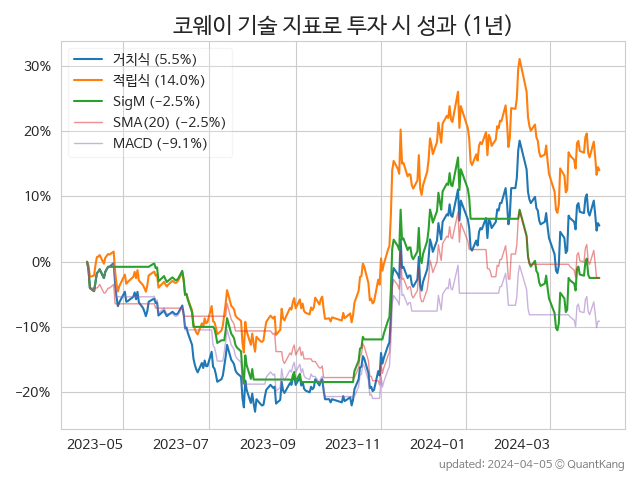 코웨이 기술 지표로 투자 시 성과 (1년)
거치식 (5.5%)
적립식 (14.0%)
SigM (−2.5%)
SMA(20) (−2.5%)
MACD (−9.1%)
30%
20%
10%
0%
−10%
−20%
2023-05 2023-07 2023-09 2023-11 2024-01 2024-03
updated: 2024-04-05 © QuantKang